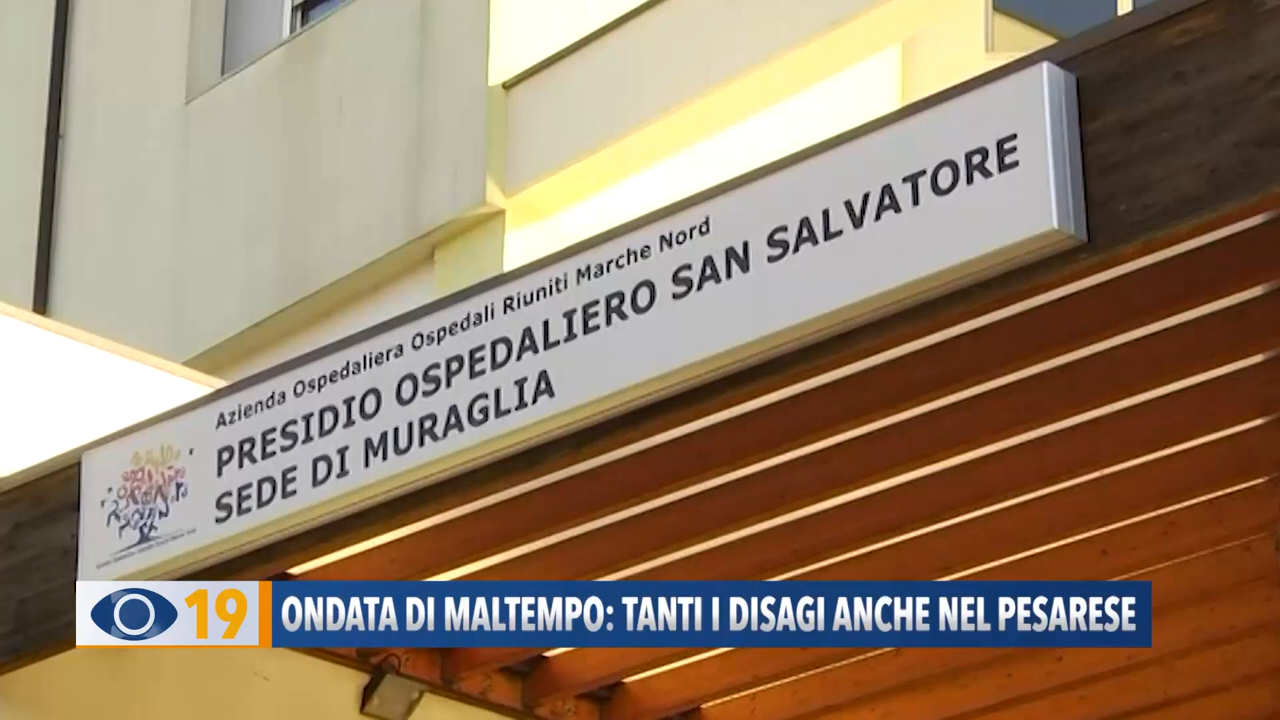 Azienda Ospedaliera Ospedali Riuniti Marche Nord
PRESIDIO OSPEDALIERO SAN SALVATORE
SEDE DI MURAGLIA
19
ONDATA DI MALTEMPO: TANTI I DISAGI ANCHE NEL PESARESE